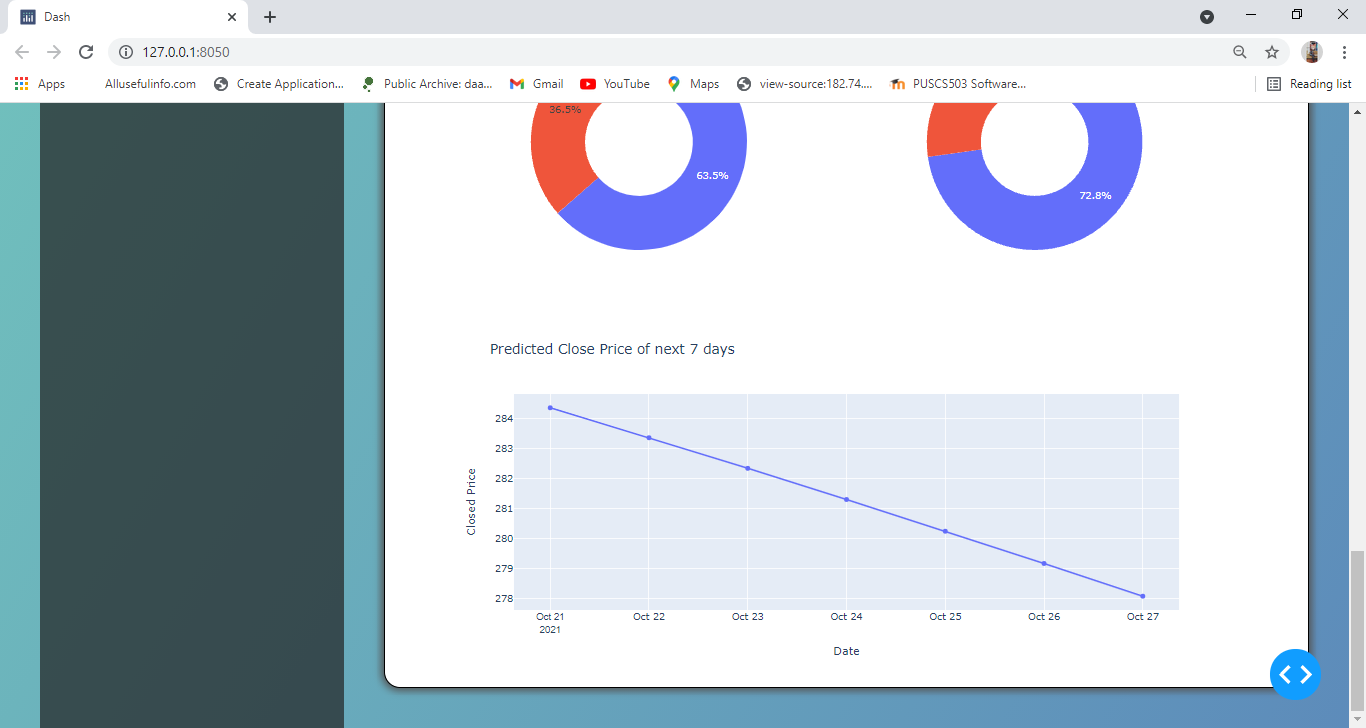 Dash
127.0.0.1:8050
Apps Allusefulinfo.com Create Application... Public Archive: daa... Gmail YouTube Maps view-source:182.74.... PUSCS503 Software... Reading list
36.5%
63.5%
72.8%
Predicted Close Price of next 7 days
284
283
282
281
280
279
278
Closed Price
Oct 21 Oct 22 Oct 23 Oct 24 Oct 25 Oct 26 Oct 27
2021
Date